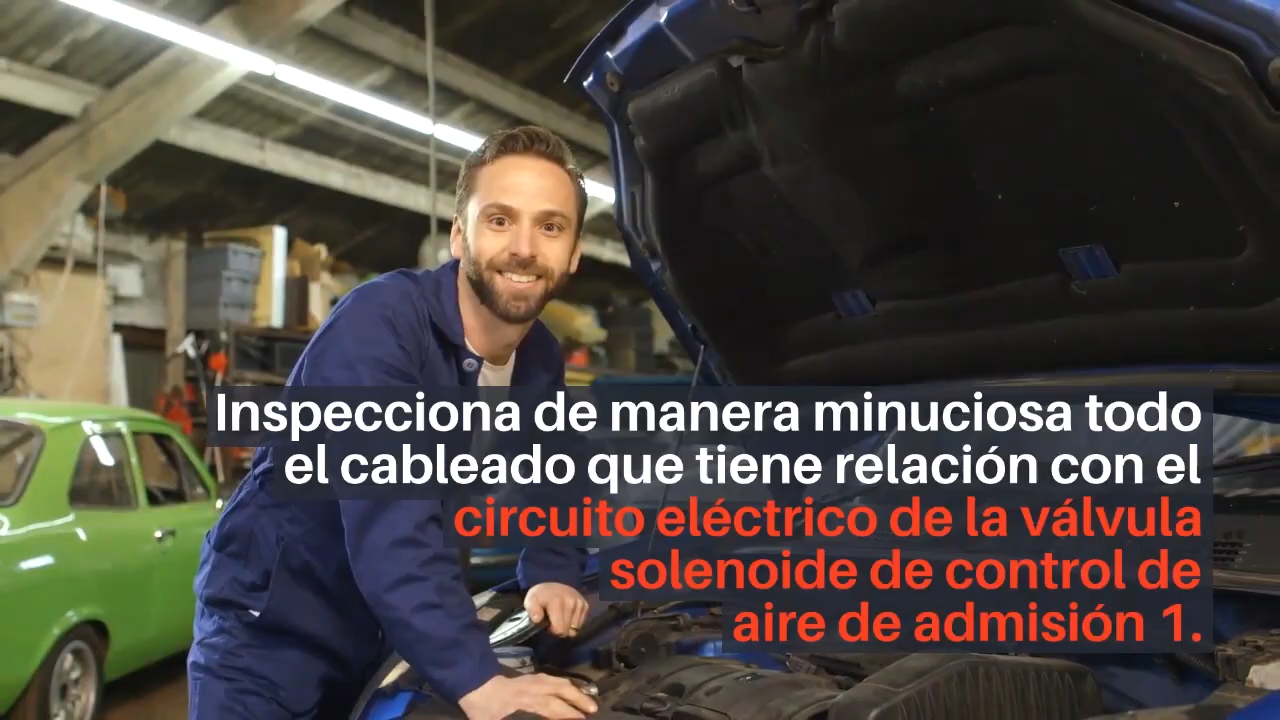 Inspecciona de manera minuciosa todo
el cableado que tiene relación con el
circuito eléctrico de la válvula
solenoide de control de
aire de admisión 1.